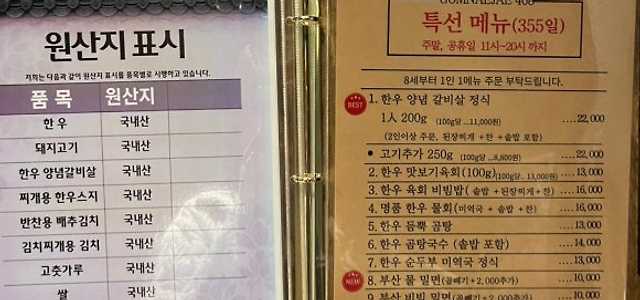 원산지 표시
저희는 다음과 같이 원산지 표시를 품목별로 시행하고 있습니다.
품 목 원산지
한 우 국내산
돼지고기 국내산
한우 양념갈비살 국내산
찌개용 한우스지 국내산
반찬용 배추김치 국내산
김치찌개용 김치 국내산
고춧가루 국내산
쌀 국내산
GOMNAEJAE 408
특선 메뉴(355일)
주말, 공휴일 11시~20시 까지
8세부터 1인 1메뉴 주문 부탁드립니다.
BEST 1. 한우 양념 갈비살 정식
1人 200g (100g당 ...11,000원) ....22,000
(2인이상 주문, 된장찌개 +찬 +솥밥 포함)
• 고기추가 250g (100g당 ...8,800원) 22,000
2. 한우 맛보기육회(100g)(100g당.. 13,000원) ....13,000
3. 한우 육회 비빔밥( 솥밥 +된장찌개+찬) ....16,000
4. 명품 한우 물회(미역국 + 솥밥 + 찬) ....16,000
5. 한우 듬뿍 곰탕 ....13,000
6. 한우 곰탕국수 (솥밥 포함) ....14,000
7. 한우 순두부 미역국 정식 ....13,000
NEW 8. 부산 물 밀면(곱빼기+2,000추가) ....10,000
9. 부산 비빔 밀면(곱빼기+2,000추가) ....10,000